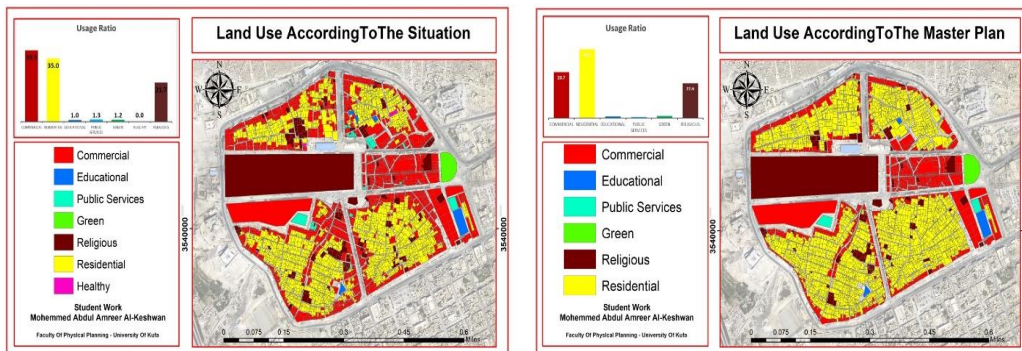 Usage Ratio
35.0
1.0
1.3
1.2
0.0
COMMERCIAL
RESIDENTIAL
EDUCATIONAL
PUBLIC SERVICES
GREEN
HEALTHY
RELIGIOUS
Land Use AccordingToThe Situation
N
W
E
S
Commercial
Educational
Public Services
Green
Religious
Residential
Healthy
Student Work
Mohemmed Abdul Amreer Al-Keshwan
Faculty Of Physical Planning - University Of Kufa
3540000
0 0.075 0.15 0.3 0.45 0.6
Miles
Usage Ratio
COMMERCIAL
RESIDENTIAL
EDUCATIONAL
PUBLIC SERVICES
GREEN
RELIGIOUS
Land Use AccordingToThe Master Plan
N
W
E
S
Commercial
Educational
Public Services
Green
Religious
Residential
Student Work
Mohemmed Abdul Amreer Al-Keshwan
Faculty Of Physical Planning - University Of Kufa
3540000
0 0.075 0.15 0.3 0.45 0.6
Miles